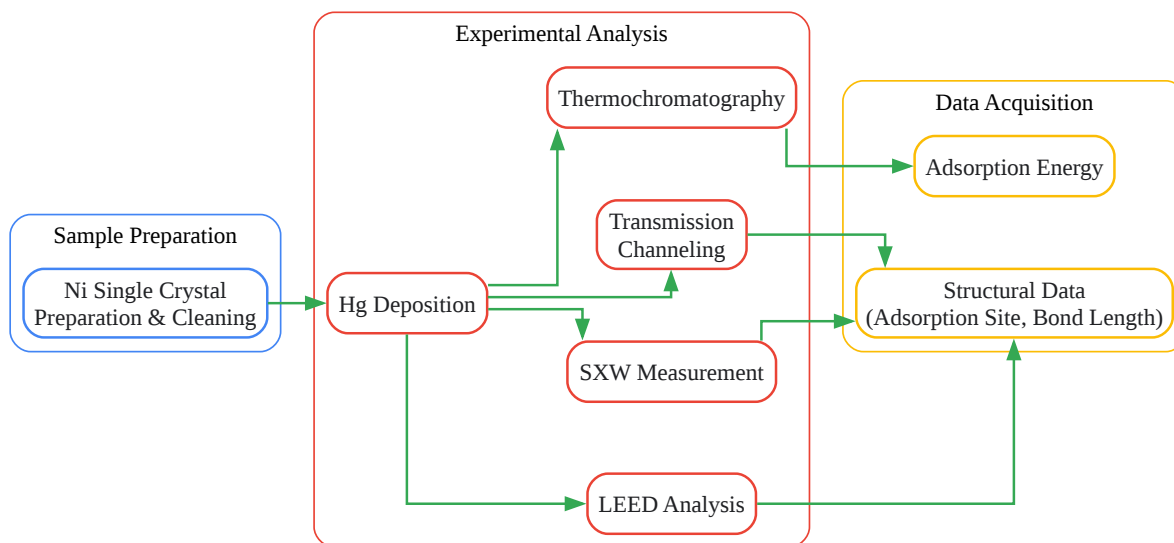 Experimental Analysis
Thermochromatography
Data Acquisition
Adsorption Energy
Sample Preparation
Ni Single Crystal
Preparation & Cleaning
Hg Deposition
Transmission
Channeling
SXW Measurement
LEED Analysis
Structural Data
(Adsorption Site, Bond Length)